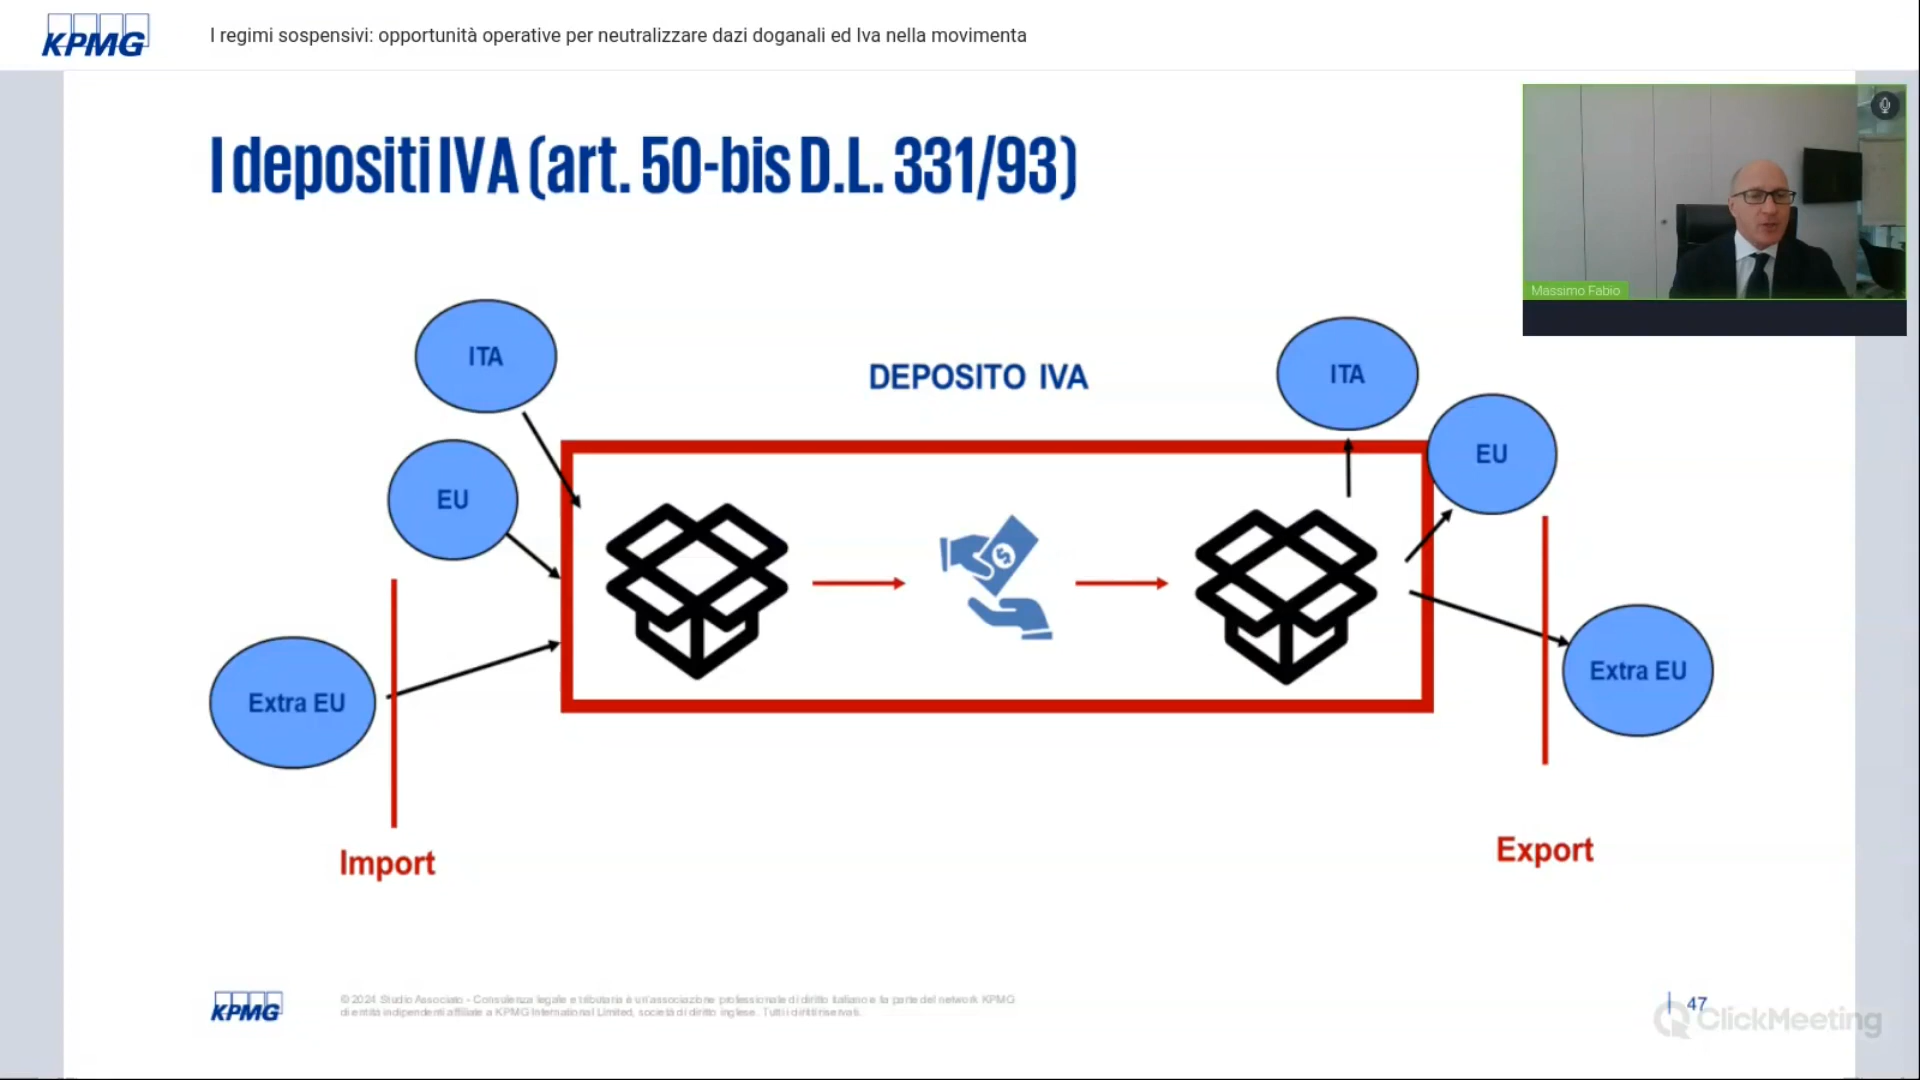 KPMG
I regimi sospensivi: opportunità operative per neutralizzare dazi doganali ed Iva nella movimenta
I depositi IVA (art. 50-bis D.L. 331/93)
Massimo Fabio
ITA
DEPOSITO IVA
ITA
EU
EU
Extra EU
Extra EU
Import
Export
KPMG
© 2024 Studio Associato - Consulenza legale e tributaria è un'associazione professionale di diritto italiano e fa parte del network KPMG
di entità indipendenti affiliate a KPMG International Limited, società di diritto inglese. Tutti i diritti riservati.
47
ClickMeeting